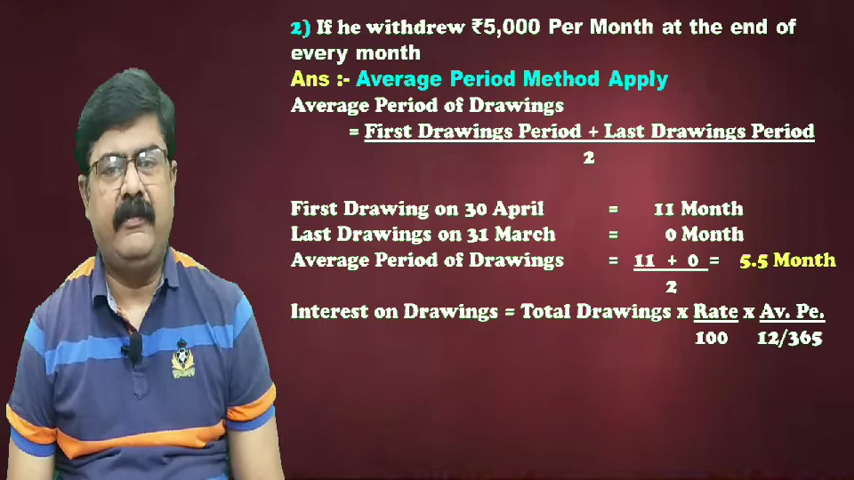 2) If he withdrew ₹5,000 Per Month at the end of
every month
Ans :- Average Period Method Apply
Average Period of Drawings
= First Drawings Period + Last Drawings Period
2
First Drawing on 30 April = 11 Month
Last Drawings on 31 March = 0 Month
Average Period of Drawings = 11 + 0 = 5.5 Month
2
Interest on Drawings = Total Drawings x Rate x Av. Pe.
100 12/365